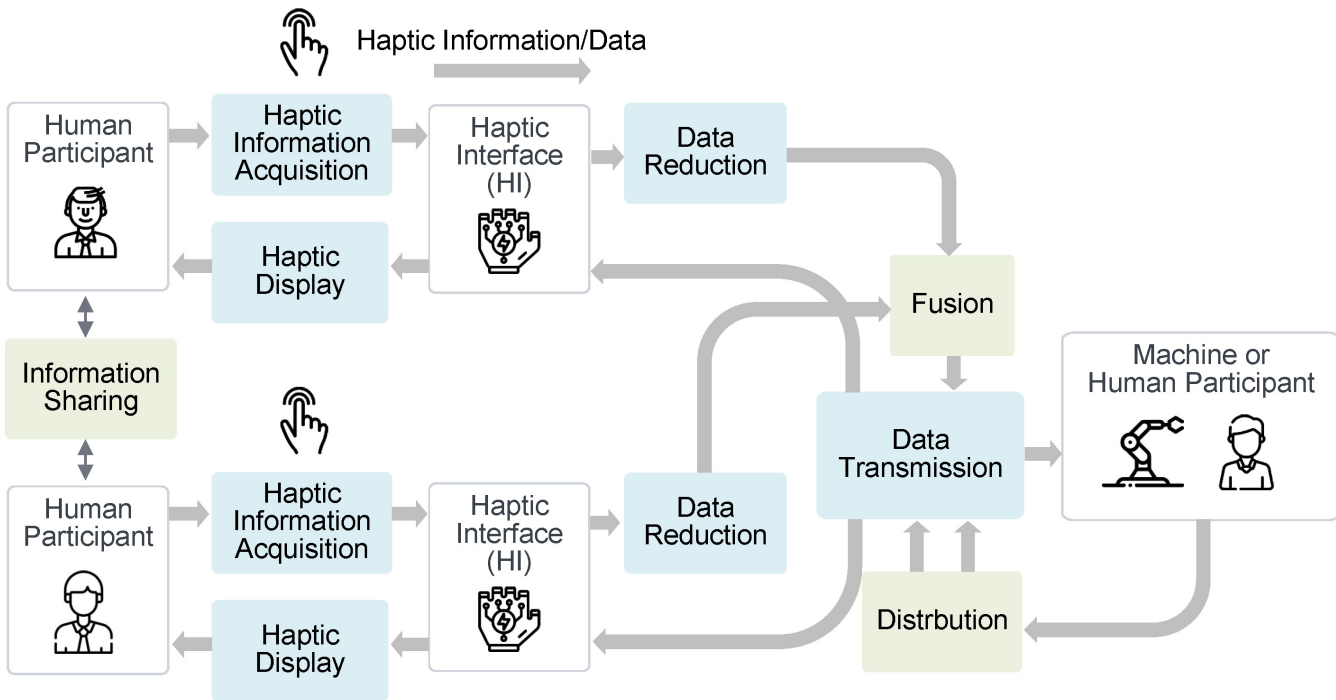 Haptic Information/Data
Human
Participant
Haptic
Information
Acquisition
Haptic
Interface
(HI)
Data
Reduction
Haptic
Display
Fusion
Information
Sharing
Machine or
Human Participant
Data
Transmission
Human
Participant
Haptic
Information
Acquisition
Haptic
Interface
(HI)
Data
Reduction
Haptic
Display
Distrbution